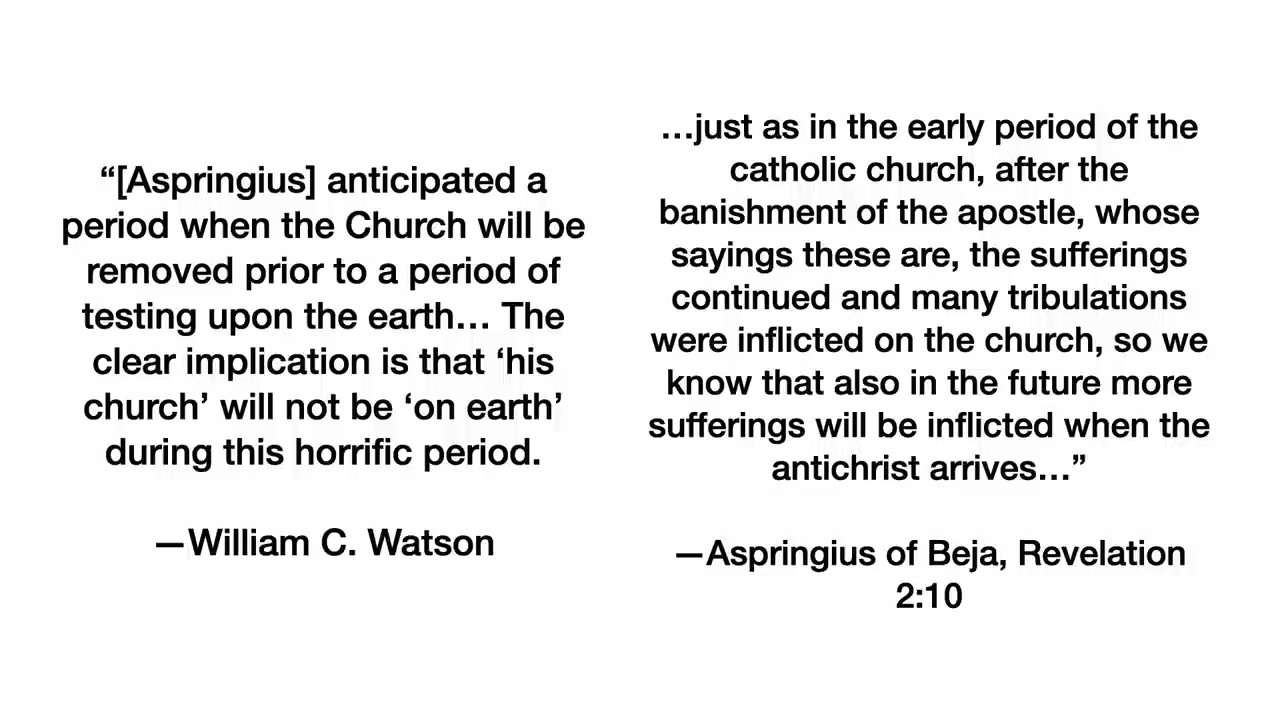 “[Aspringius] anticipated a
period when the Church will be
removed prior to a period of
testing upon the earth… The
clear implication is that ‘his
church’ will not be ‘on earth’
during this horrific period.
—William C. Watson
…just as in the early period of the
catholic church, after the
banishment of the apostle, whose
sayings these are, the sufferings
continued and many tribulations
were inflicted on the church, so we
know that also in the future more
sufferings will be inflicted when the
antichrist arrives…”
—Aspringius of Beja, Revelation
2:10